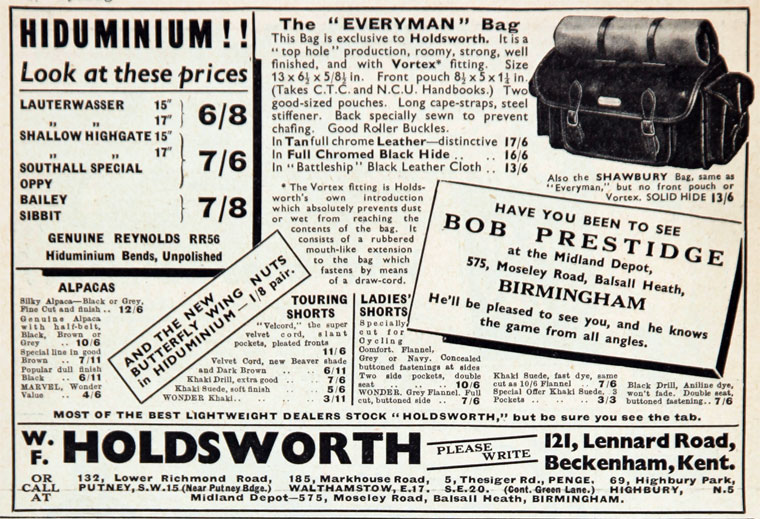 HIDUMINIUM!!
Look at these prices
LAUTERWASSER 15"
" " 17"
6/8
SHALLOW HIGHGATE 15"
" " 17"
SOUTHALL SPECIAL
OPPY
7/6
BAILEY
SIBBIT
7/8
GENUINE REYNOLDS RR56
Hiduminium Bends, Unpolished
The "EVERYMAN" Bag
This Bag is exclusive to Holdsworth. It is a
"top hole" production, roomy, strong, well
finished, and with Vortex* fitting. Size
13 x 6½ x 5/8½ in. Front pouch 8½ x 5 x 1½ in.
(Takes C.T.C. and N.C.U. Handbooks.) Two
good-sized pouches. Long cape-straps, steel
stiffener. Back specially sewn to prevent
chafing. Good Roller Buckles.
In Tan full chrome Leather—distinctive 17/6
In Full Chromed Black Hide .. .. 16/6
In "Battleship" Black Leather Cloth .. 13/6
* The Vortex fitting is Holds-
worth's own introduction
which absolutely prevents dust
or wet from reaching the
contents of the bag. It
consists of a rubbered
mouth-like extension
to the bag which
fastens by means
of a draw-cord.
Also the SHAWBURY Bag, same as
"Everyman," but no front pouch or
Vortex. SOLID HIDE 13/6
HAVE YOU BEEN TO SEE
BOB PRESTIDGE
at the Midland Depot,
575, Moseley Road, Balsall Heath,
BIRMINGHAM
He'll be pleased to see you, and he knows
the game from all angles.
AND THE NEW
BUTTERFLY WING NUTS
in HIDUMINIUM—1/8 pair.
ALPACAS
Silky Alpaca—Black or Grey,
Fine Cut and finish .. 12/6
Genuine Alpaca
with half-belt,
Black, Brown or
Grey .. 10/6
Special line in good
Brown .. 7/11
Popular dull finish
Black .. 6/11
MARVEL, Wonder
Value .. 4/6
TOURING
SHORTS
"Velcord," the super
velvet cord, slant
pockets, pleated fronts
11/6
Velvet Cord, new Beaver shade
and Dark Brown .. 6/11
Khaki Drill, extra good .. 7/6
Khaki Suede, soft finish 5/6
WONDER Khaki.. .. 3/11
LADIES'
SHORTS
Specially
cut for
Cycling
Comfort. Flannel,
Grey or Navy. Concealed
buttoned fastenings at sides
Two side pockets, double
seat .. .. .. 10/6
WONDER, Grey Flannel. Full
cut, buttoned side .. 7/6
Khaki Suede, fast dye, same
cut as 10/6 Flannel .. 7/6
Special Offer Khaki Suede, 3
Pockets .. .. .. 3/3
Black Drill, Aniline dye,
won't fade. Double seat,
buttoned fastening.. 7/6
MOST OF THE BEST LIGHTWEIGHT DEALERS STOCK "HOLDSWORTH," but be sure you see the tab.
W.
F. HOLDSWORTH
PLEASE
WRITE
121, Lennard Road,
Beckenham, Kent.
OR
CALL
AT
132, Lower Richmond Road, 185, Markhouse Road, 5, Thesiger Rd., PENGE. 69, Highbury Park,
PUTNEY, S.W.15 (Near Putney Bdge.) WALTHAMSTOW, E.17. S.E.20. (Cont. Green Lane.) HIGHBURY, N.5
Midland Depot—575, Moseley Road, Balsall Heath, BIRMINGHAM.